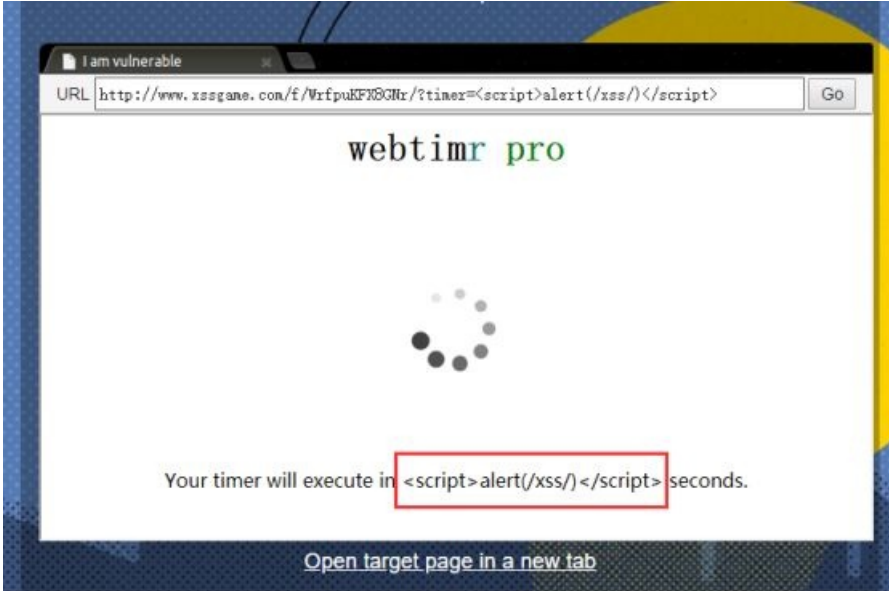 I am vulnerable
URL http://www.xssgame.com/f/WrfpuKFX8GNr/?timer=<script>alert(/xss/)</script> Go
webtimr pro
Your timer will execute in <script>alert(/xss/)</script> seconds.
Open target page in a new tab